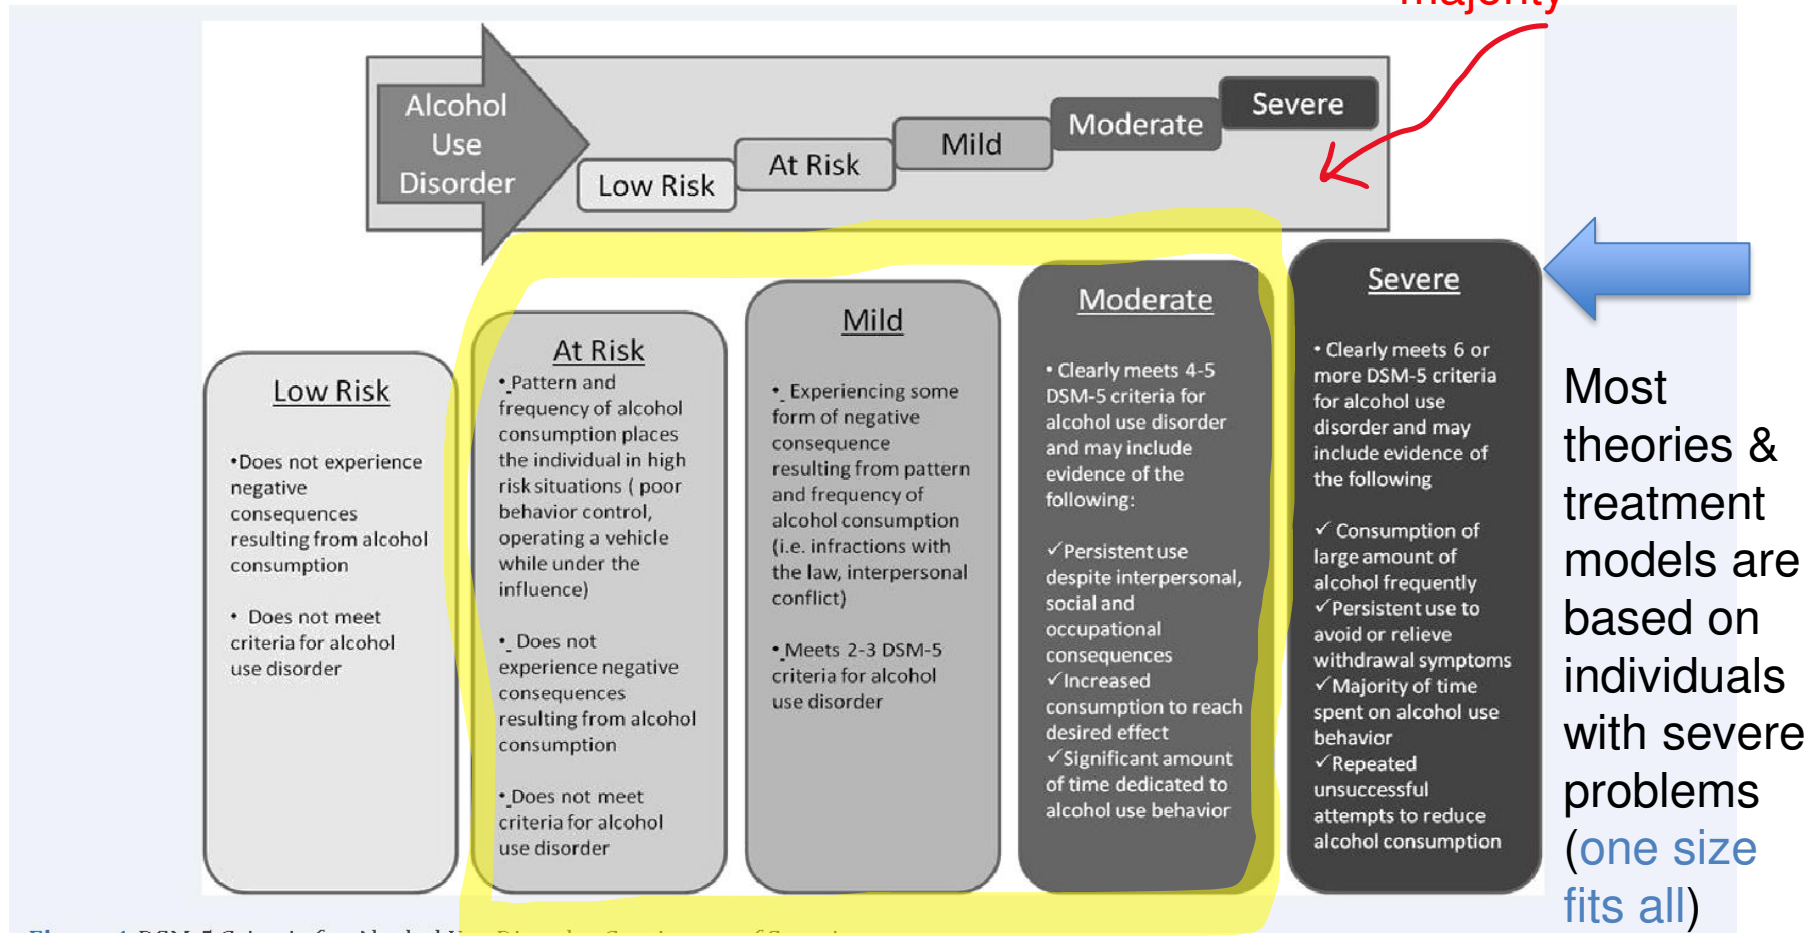 majority
Alcohol
Use
Disorder
Low Risk
At Risk
Mild
Moderate
Severe
Low Risk
•Does not experience
negative
consequences
resulting from alcohol
consumption
• Does not meet
criteria for alcohol
use disorder
At Risk
• Pattern and
frequency of alcohol
consumption places
the individual in high
risk situations ( poor
behavior control,
operating a vehicle
while under the
influence)
• Does not
experience negative
consequences
resulting from alcohol
consumption
• Does not meet
criteria for alcohol
use disorder
Mild
• Experiencing some
form of negative
consequence
resulting from pattern
and frequency of
alcohol consumption
(i.e. infractions with
the law, interpersonal
conflict)
• Meets 2-3 DSM-5
criteria for alcohol
use disorder
Moderate
• Clearly meets 4-5
DSM-5 criteria for
alcohol use disorder
and may include
evidence of the
following:
✓Persistent use
despite interpersonal,
social and
occupational
consequences
✓Increased
consumption to reach
desired effect
✓Significant amount
of time dedicated to
alcohol use behavior
Severe
• Clearly meets 6 or
more DSM-5 criteria
for alcohol use
disorder and may
include evidence of
the following
✓ Consumption of
large amount of
alcohol frequently
✓Persistent use to
avoid or relieve
withdrawal symptoms
✓Majority of time
spent on alcohol use
behavior
✓Repeated
unsuccessful
attempts to reduce
alcohol consumption
Most
theories &
treatment
models are
based on
individuals
with severe
problems
(one size
fits all)